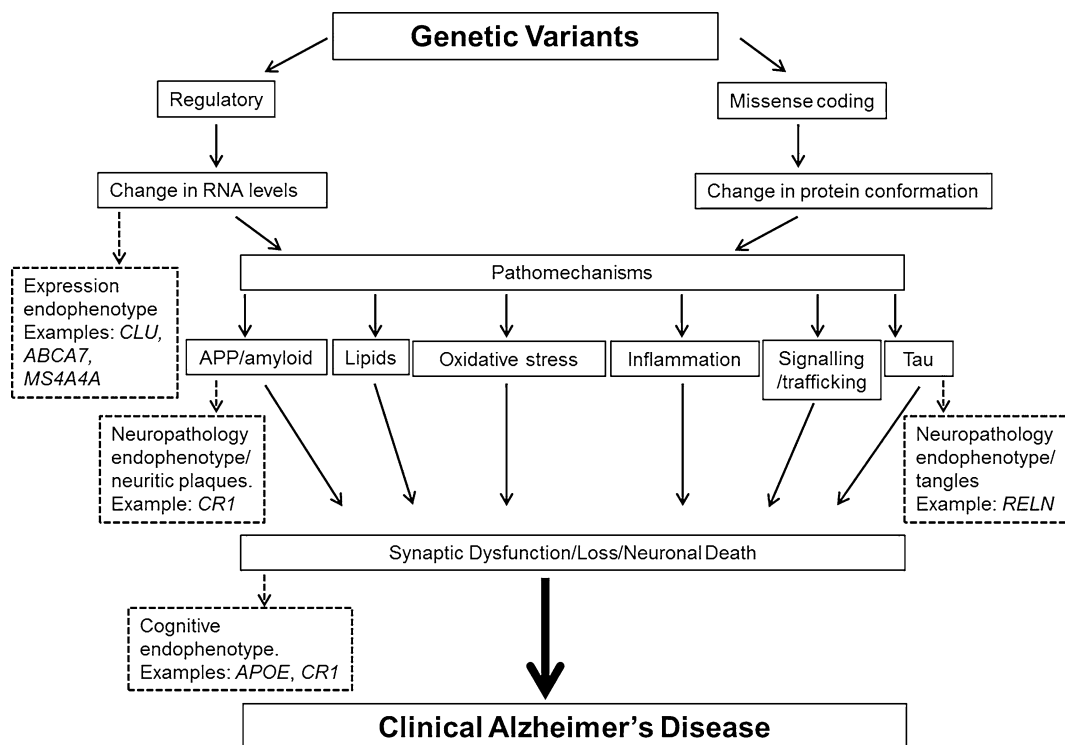 Genetic Variants
Regulatory
Missense coding
Change in RNA levels
Change in protein conformation
Pathomechanisms
Expression
endophenotype
Examples: CLU,
ABCA7,
MS4A4A
APP/amyloid
Lipids
Oxidative stress
Inflammation
Signalling
/trafficking
Tau
Neuropathology
endophenotype/
neuritic plaques.
Example: CR1
Neuropathology
endophenotype/
tangles
Example: RELN
Synaptic Dysfunction/Loss/Neuronal Death
Cognitive
endophenotype.
Examples: APOE, CR1
Clinical Alzheimer's Disease